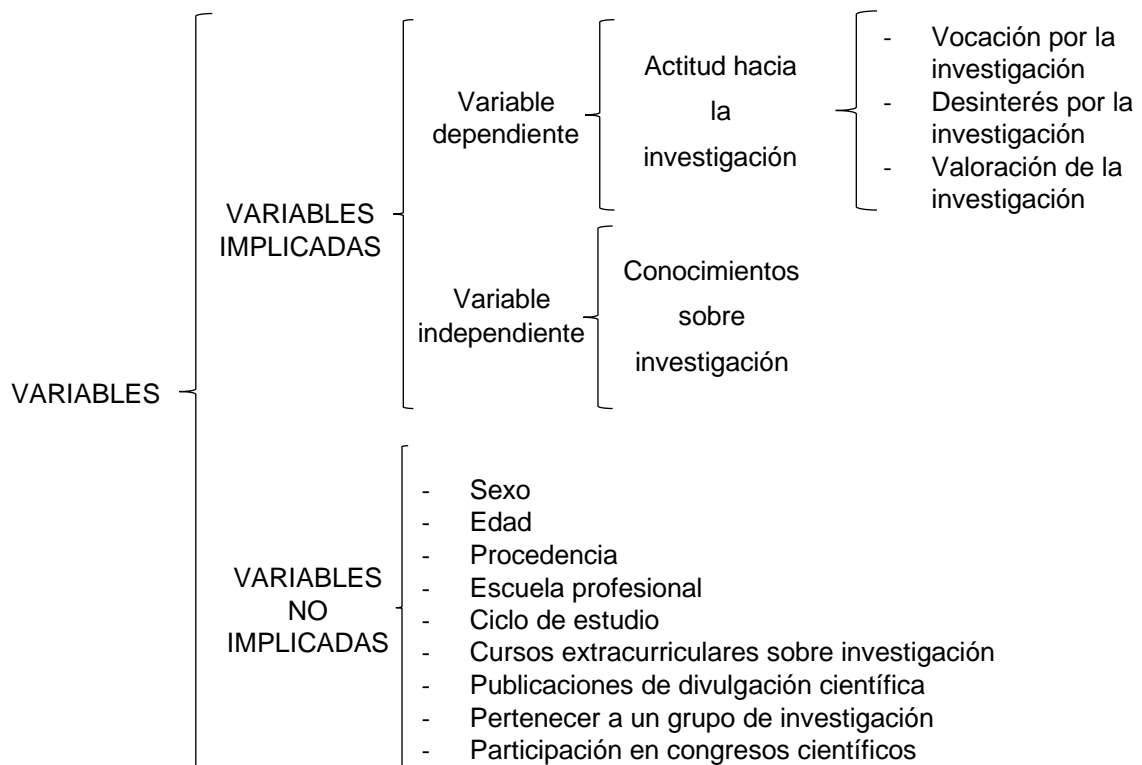 VARIABLES
VARIABLES
IMPLICADAS
Variable
dependiente
Actitud hacia
la
investigación
- Vocación por la
investigación
- Desinterés por la
investigación
- Valoración de la
investigación
Variable
independiente
Conocimientos
sobre
investigación
VARIABLES
NO
IMPLICADAS
- Sexo
- Edad
- Procedencia
- Escuela profesional
- Ciclo de estudio
- Cursos extracurriculares sobre investigación
- Publicaciones de divulgación científica
- Pertenecer a un grupo de investigación
- Participación en congresos científicos